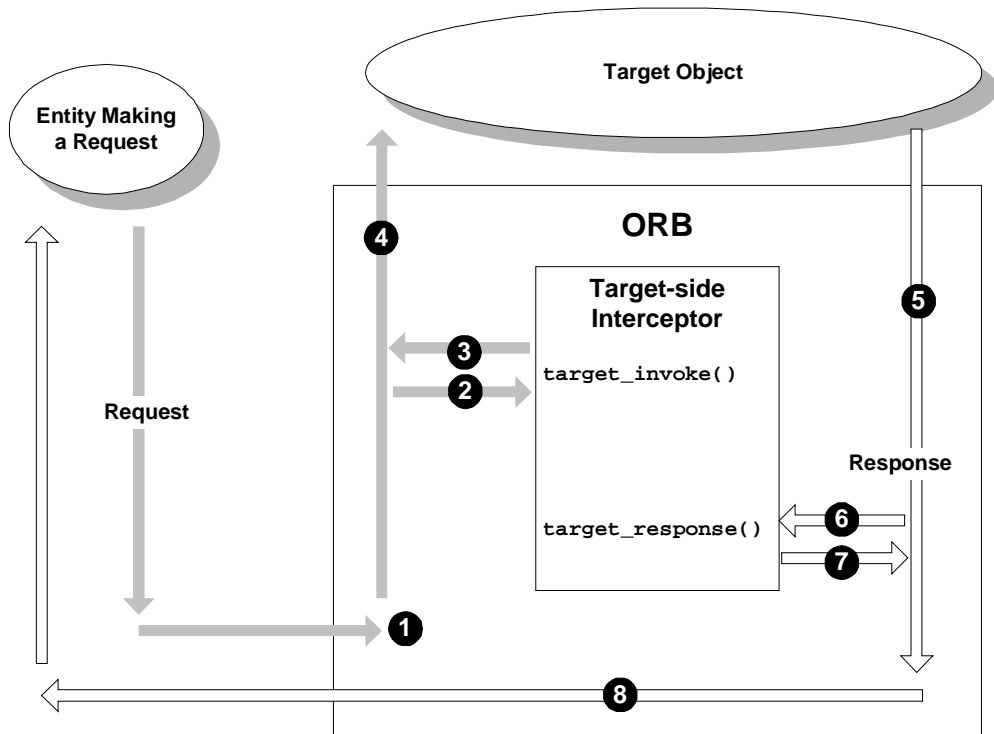 Target Object
Entity Making
a Request
4
ORB
Target-side
Interceptor
5
3
target_invoke()
2
Request
Response
6
target_response()
7
1
8